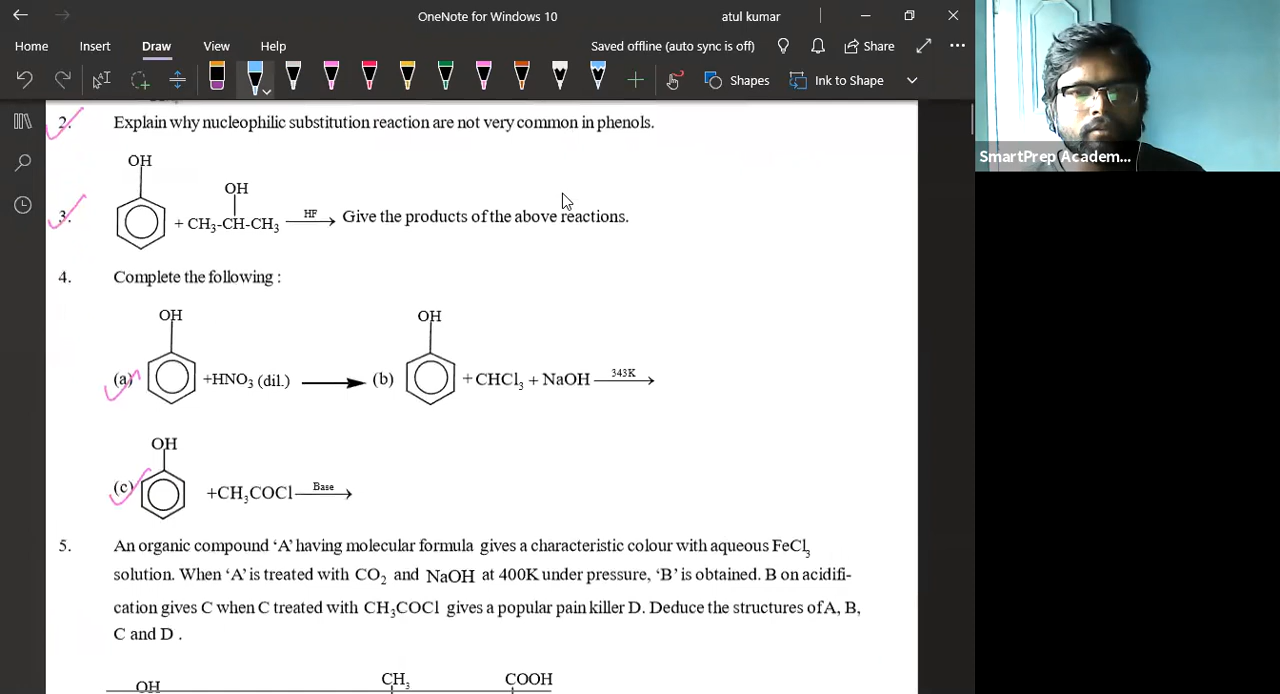 OneNote for Windows 10
atul kumar
Home Insert Draw View Help
Saved offline (auto sync is off)
Share
Shapes
Ink to Shape
SmartPrep Academ...
2. Explain why nucleophilic substitution reaction are not very common in phenols.
OH
OH
3. + CH₃-CH-CH₃ HF Give the products of the above reactions.
4. Complete the following :
OH OH
(a) +HNO₃ (dil.) (b) + CHCl₃ + NaOH 343K
OH
(c) +CH₃COCl Base
5. An organic compound ‘A’ having molecular formula gives a characteristic colour with aqueous FeCl₃
solution. When ‘A’ is treated with CO₂ and NaOH at 400K under pressure, ‘B’ is obtained. B on acidifi-
cation gives C when C treated with CH₃COCl gives a popular pain killer D. Deduce the structures of A, B,
C and D .
OH CH₃ COOH